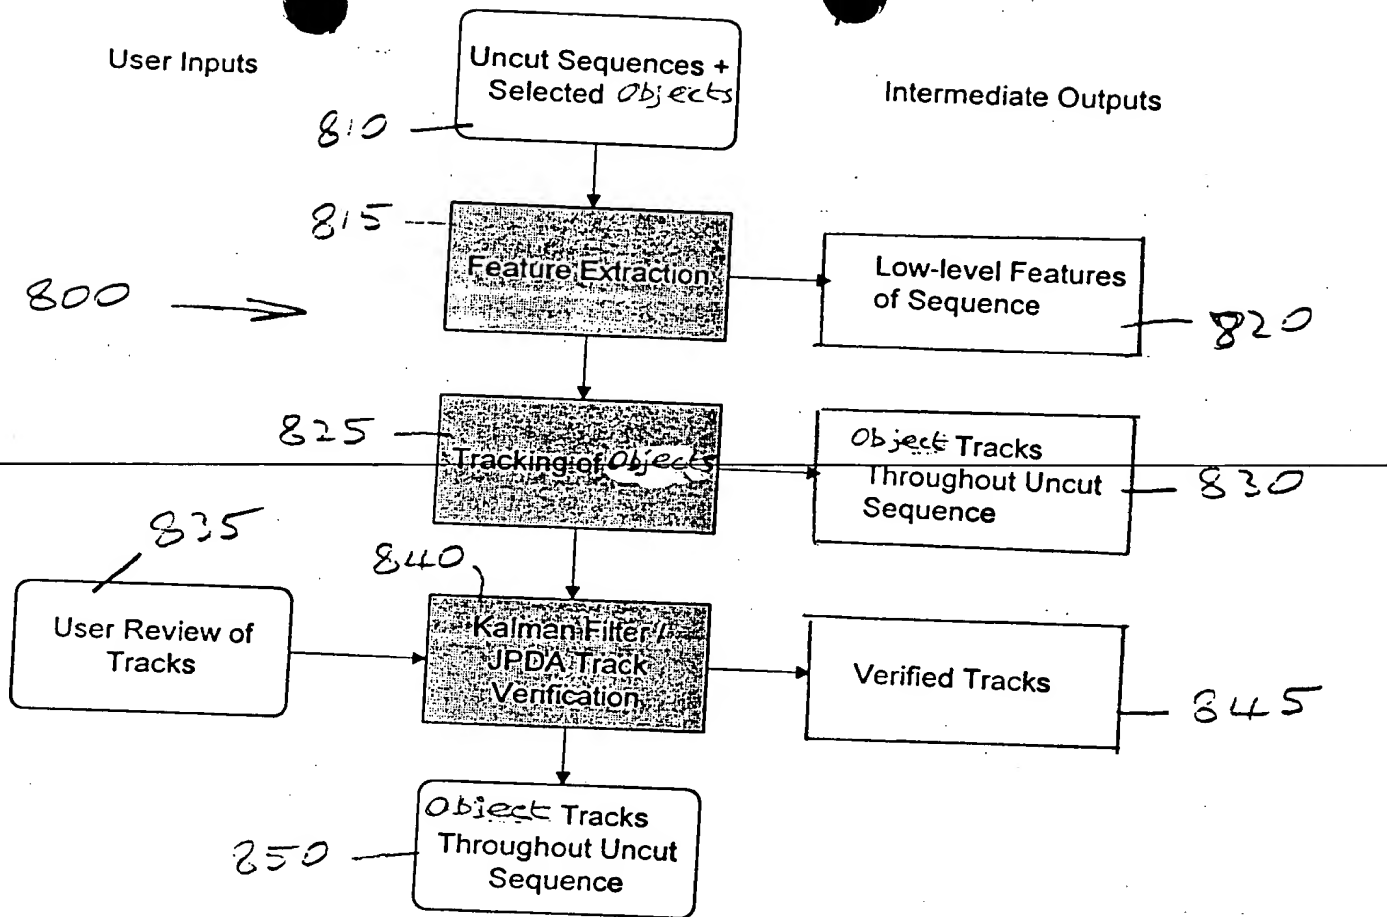 User Inputs
Uncut Sequences +
Selected Objects
Intermediate Outputs
810
815
Feature Extraction
Low-level Features
of Sequence
820
800
825
Tracking of Objects
Object Tracks
Throughout Uncut
Sequence
830
835
840
User Review of
Tracks
Kalman Filter /
JPDA Track
Verification
Verified Tracks
845
Object Tracks
Throughout Uncut
Sequence
850